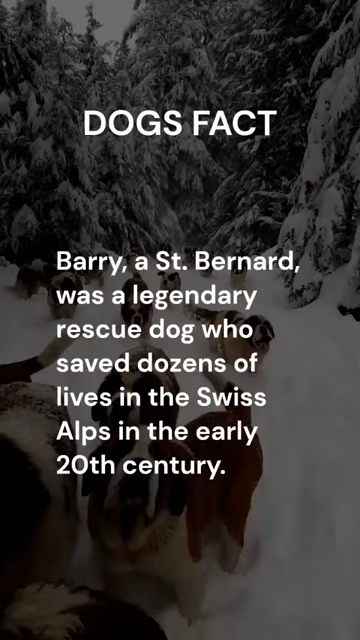 DOGS FACT
Barry, a St. Bernard,
was a legendary
rescue dog who
saved dozens of
lives in the Swiss
Alps in the early
20th century.